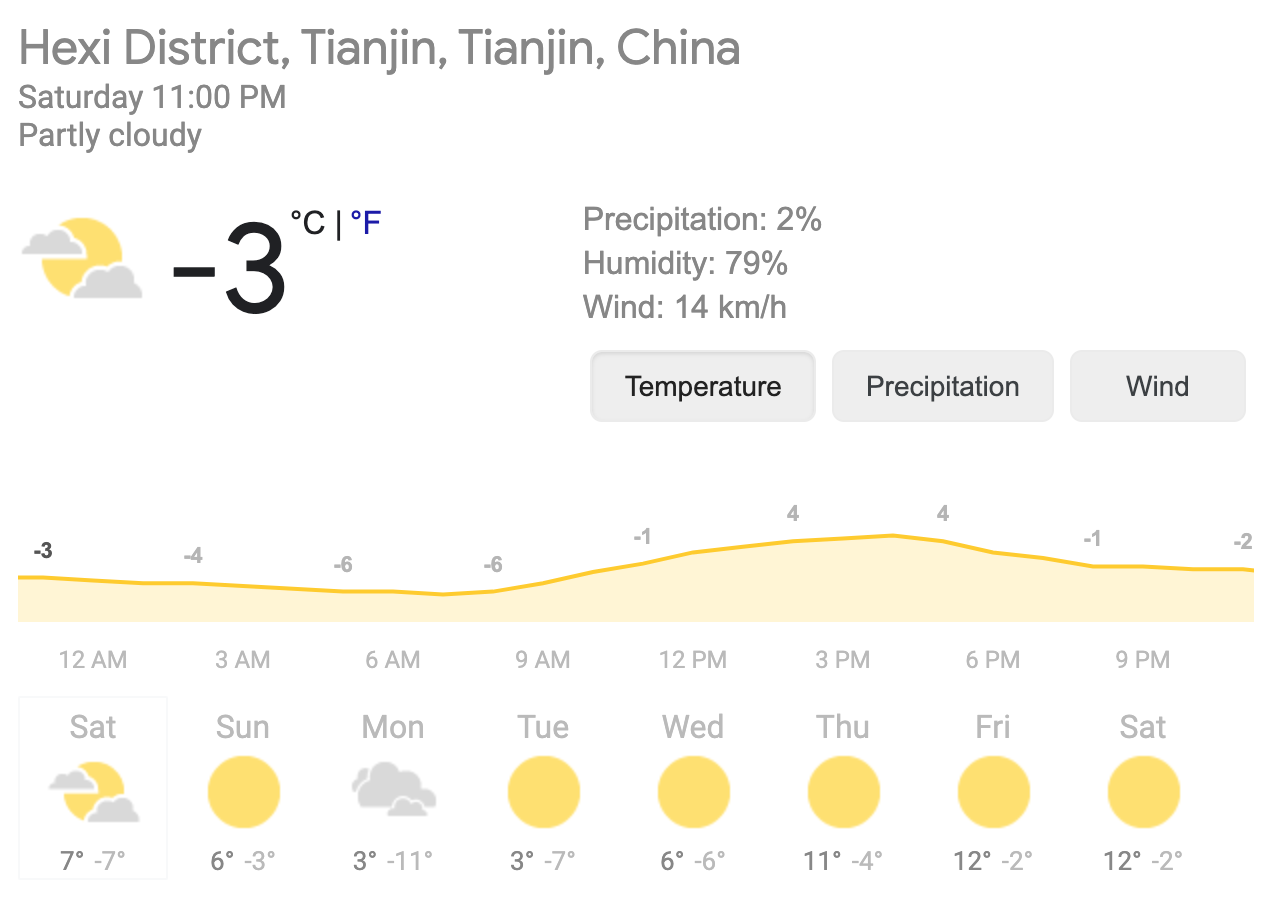 Hexi District, Tianjin, Tianjin, China
Saturday 11:00 PM
Partly cloudy
-3 °C | °F
Precipitation: 2%
Humidity: 79%
Wind: 14 km/h
Temperature Precipitation Wind
-3 -4 -6 -6 -1 4 4 -1 -2
12 AM 3 AM 6 AM 9 AM 12 PM 3 PM 6 PM 9 PM
Sat Sun Mon Tue Wed Thu Fri Sat
7° -7° 6° -3° 3° -11° 3° -7° 6° -6° 11° -4° 12° -2° 12° -2°